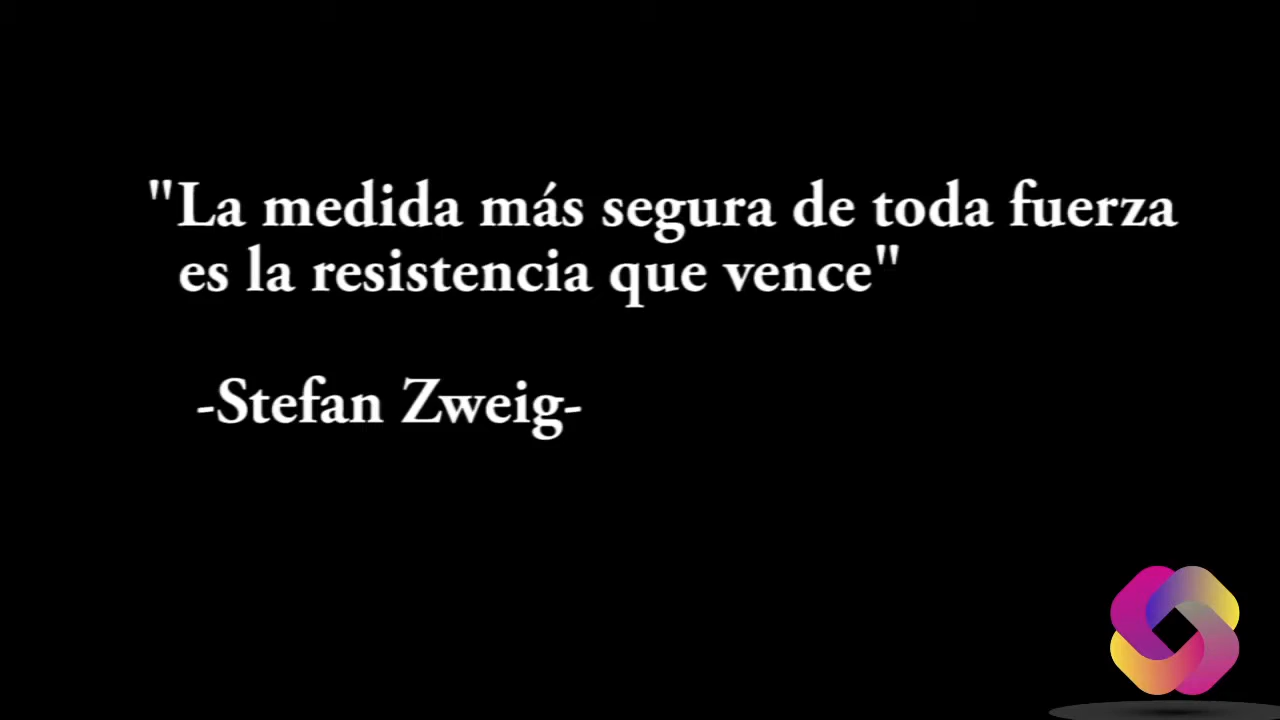 "La medida más segura de toda fuerza
es la resistencia que vence"
-Stefan Zweig-